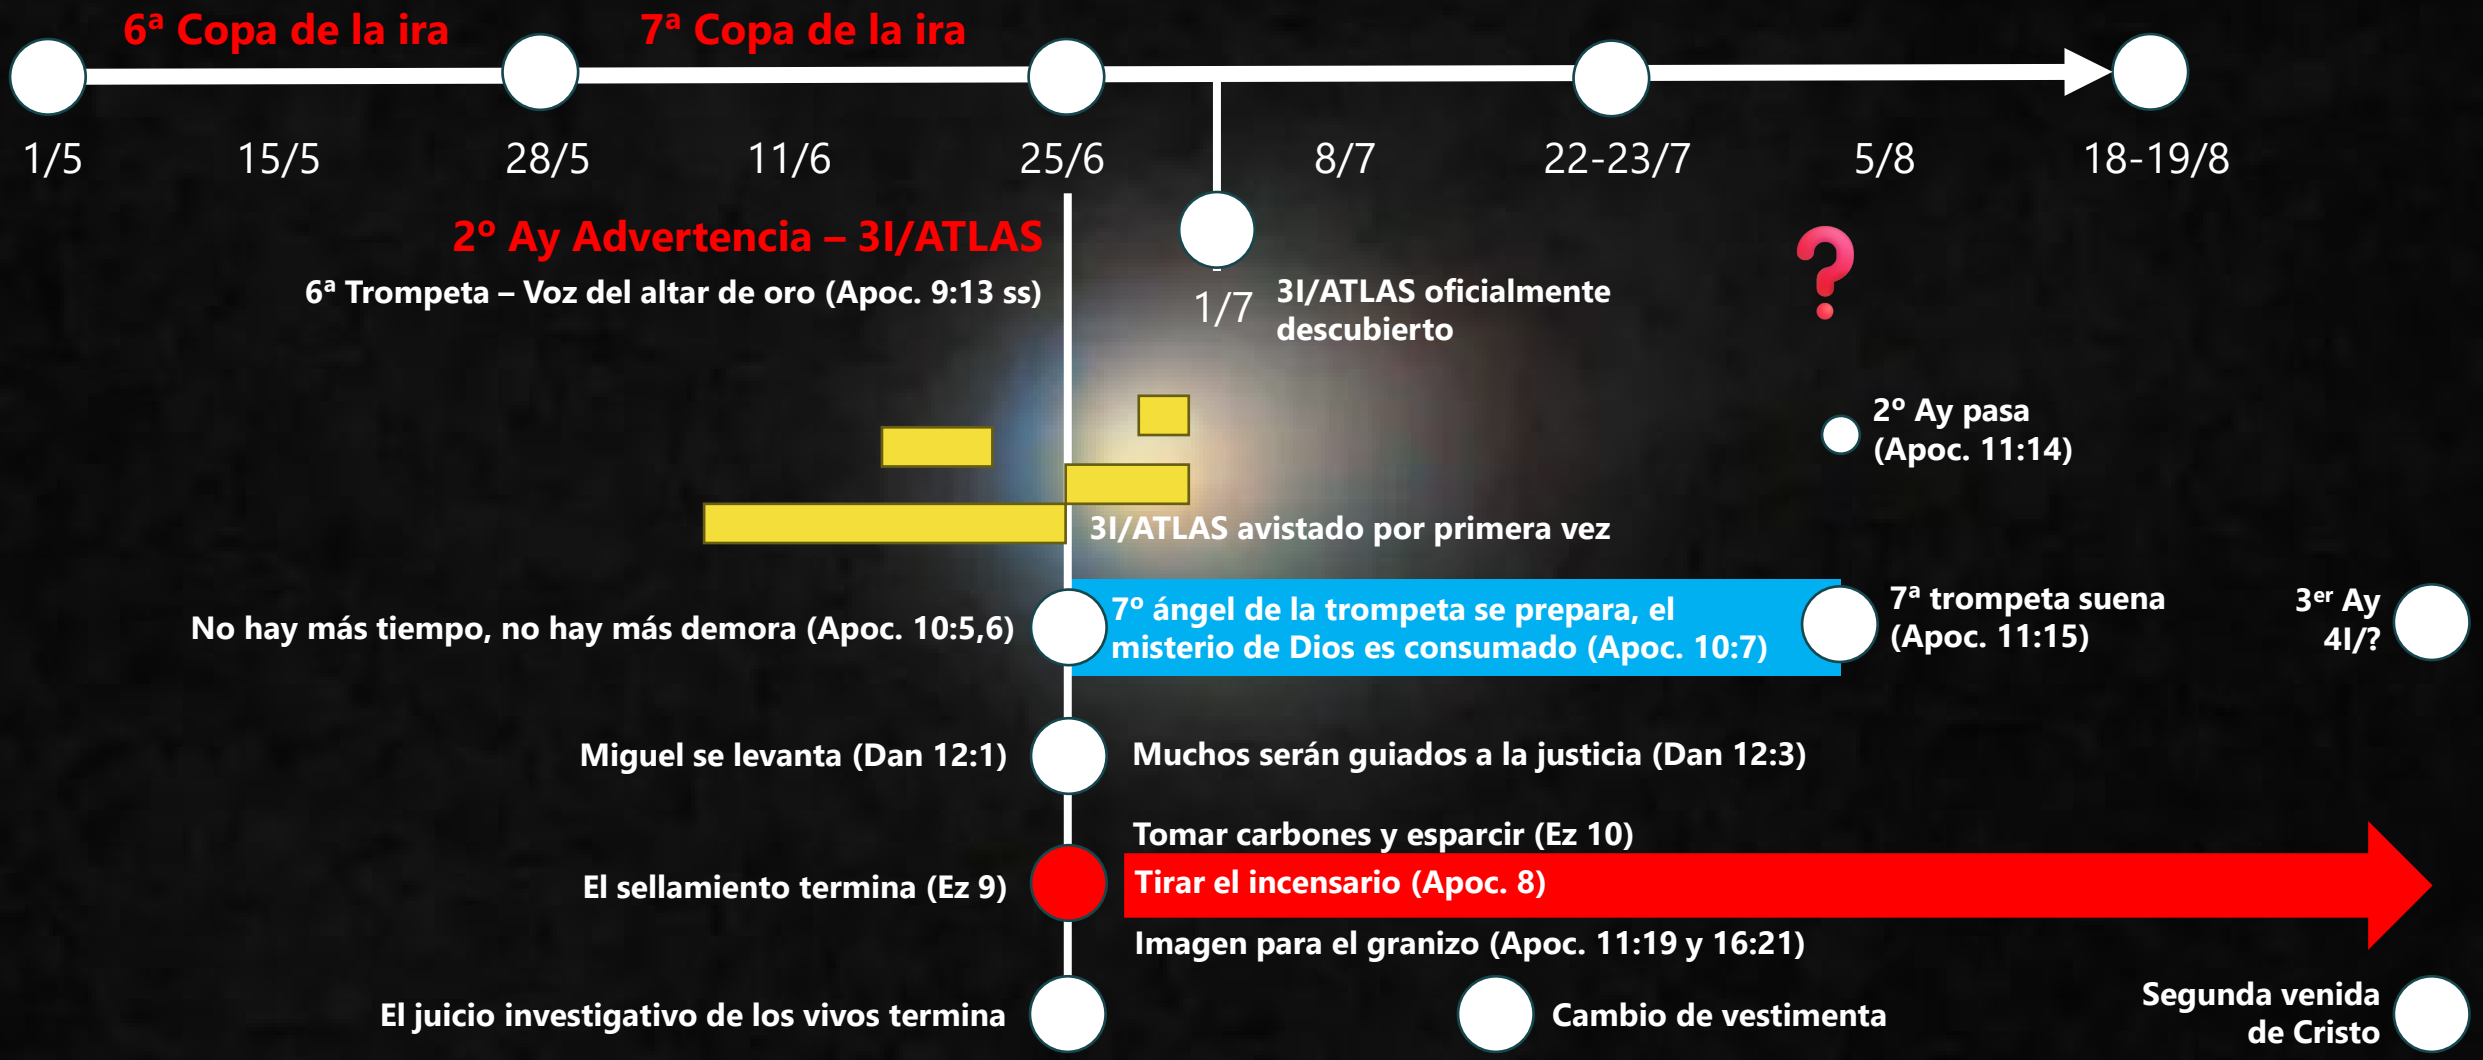 6ª Copa de la ira
7ª Copa de la ira
1/5
15/5
28/5
11/6
25/6
8/7
22-23/7
5/8
18-19/8
2º Ay Advertencia – 3I/ATLAS
6ª Trompeta – Voz del altar de oro (Apoc. 9:13 ss)
1/7
3I/ATLAS oficialmente
descubierto
❓
2º Ay pasa
(Apoc. 11:14)
3I/ATLAS avistado por primera vez
No hay más tiempo, no hay más demora (Apoc. 10:5,6)
7º ángel de la trompeta se prepara, el
misterio de Dios es consumado (Apoc. 10:7)
7ª trompeta suena
(Apoc. 11:15)
3er Ay
4I/?
Miguel se levanta (Dan 12:1)
Muchos serán guiados a la justicia (Dan 12:3)
Tomar carbones y esparcir (Ez 10)
El sellamiento termina (Ez 9)
Tirar el incensario (Apoc. 8)
Imagen para el granizo (Apoc. 11:19 y 16:21)
El juicio investigativo de los vivos termina
Cambio de vestimenta
Segunda venida
de Cristo